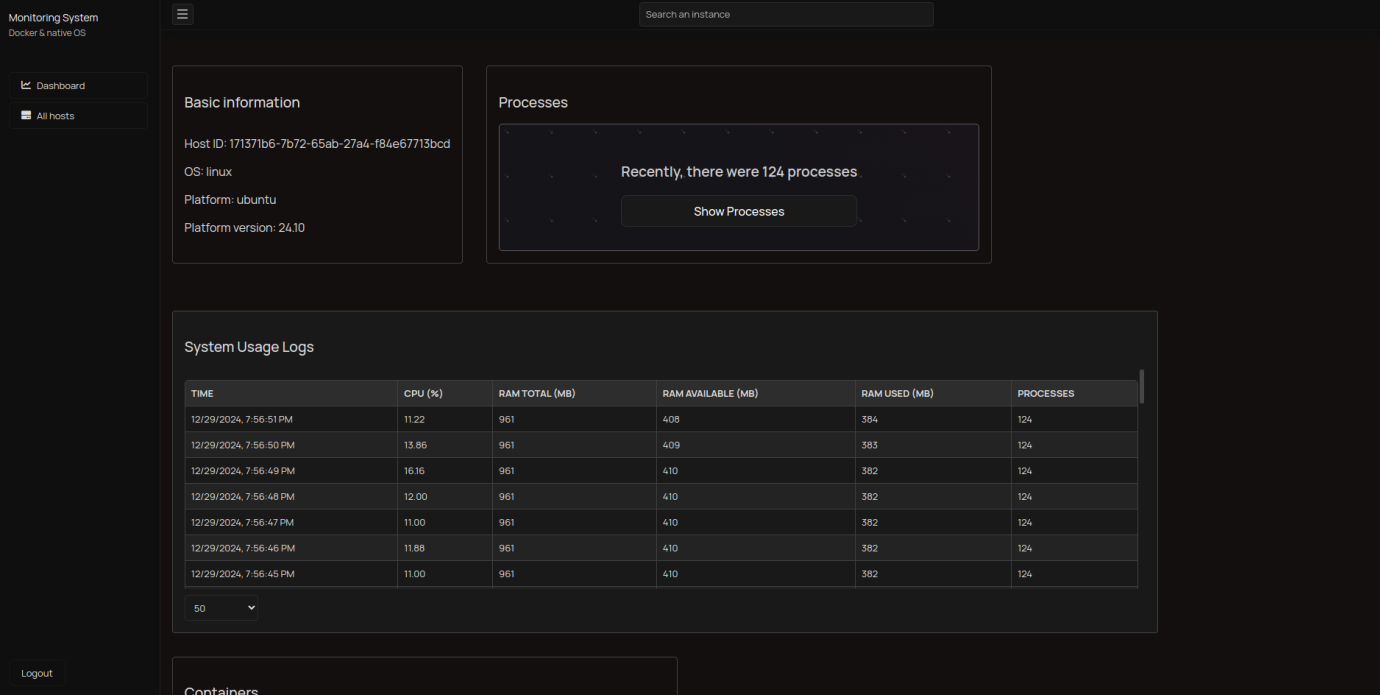 Monitoring System
Docker & native OS
Search an instance
Dashboard
All hosts
Basic information
Host ID: 171371b6-7b72-65ab-27a4-f84e67713bcd
OS: linux
Platform: ubuntu
Platform version: 24.10
Processes
Recently, there were 124 processes
Show Processes
System Usage Logs
TIME CPU (%) RAM TOTAL (MB) RAM AVAILABLE (MB) RAM USED (MB) PROCESSES
12/29/2024, 7:56:51 PM 11.22 961 408 384 124
12/29/2024, 7:56:50 PM 13.86 961 409 383 124
12/29/2024, 7:56:49 PM 16.16 961 410 382 124
12/29/2024, 7:56:48 PM 12.00 961 410 382 124
12/29/2024, 7:56:47 PM 11.00 961 410 382 124
12/29/2024, 7:56:46 PM 11.88 961 410 382 124
12/29/2024, 7:56:45 PM 11.00 961 410 382 124
50
Logout
Containers